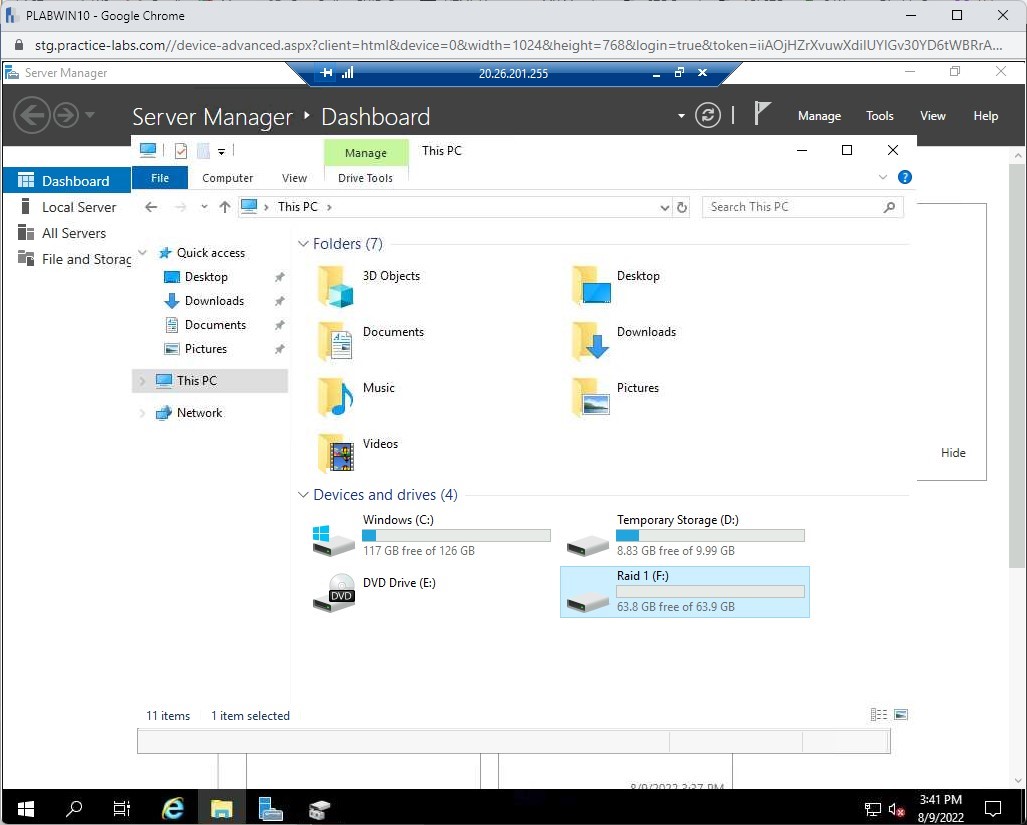 PLABWIN10 - Google Chrome
stg.practice-labs.com//device-advanced.aspx?client=html&device=0&width=1024&height=768&login=true&token=iiAOjHZrXvuwXdilUYIGv30YD6tWBRrA...
Server Manager
20.26.201.255
Server Manager Dashboard
Manage Tools View Help
Manage This PC
File Computer View Drive Tools
This PC
Search This PC
Dashboard
Local Server
All Servers
File and Storag
Quick access
Desktop
Downloads
Documents
Pictures
This PC
Network
Folders (7)
3D Objects
Desktop
Documents
Downloads
Music
Pictures
Videos
Hide
Devices and drives (4)
Windows (C:)
117 GB free of 126 GB
Temporary Storage (D:)
8.83 GB free of 9.99 GB
DVD Drive (E:)
DVD
Raid 1 (F:)
63.8 GB free of 63.9 GB
11 items 1 item selected
8/9/2022 3:37 PM
3:41 PM
8/9/2022